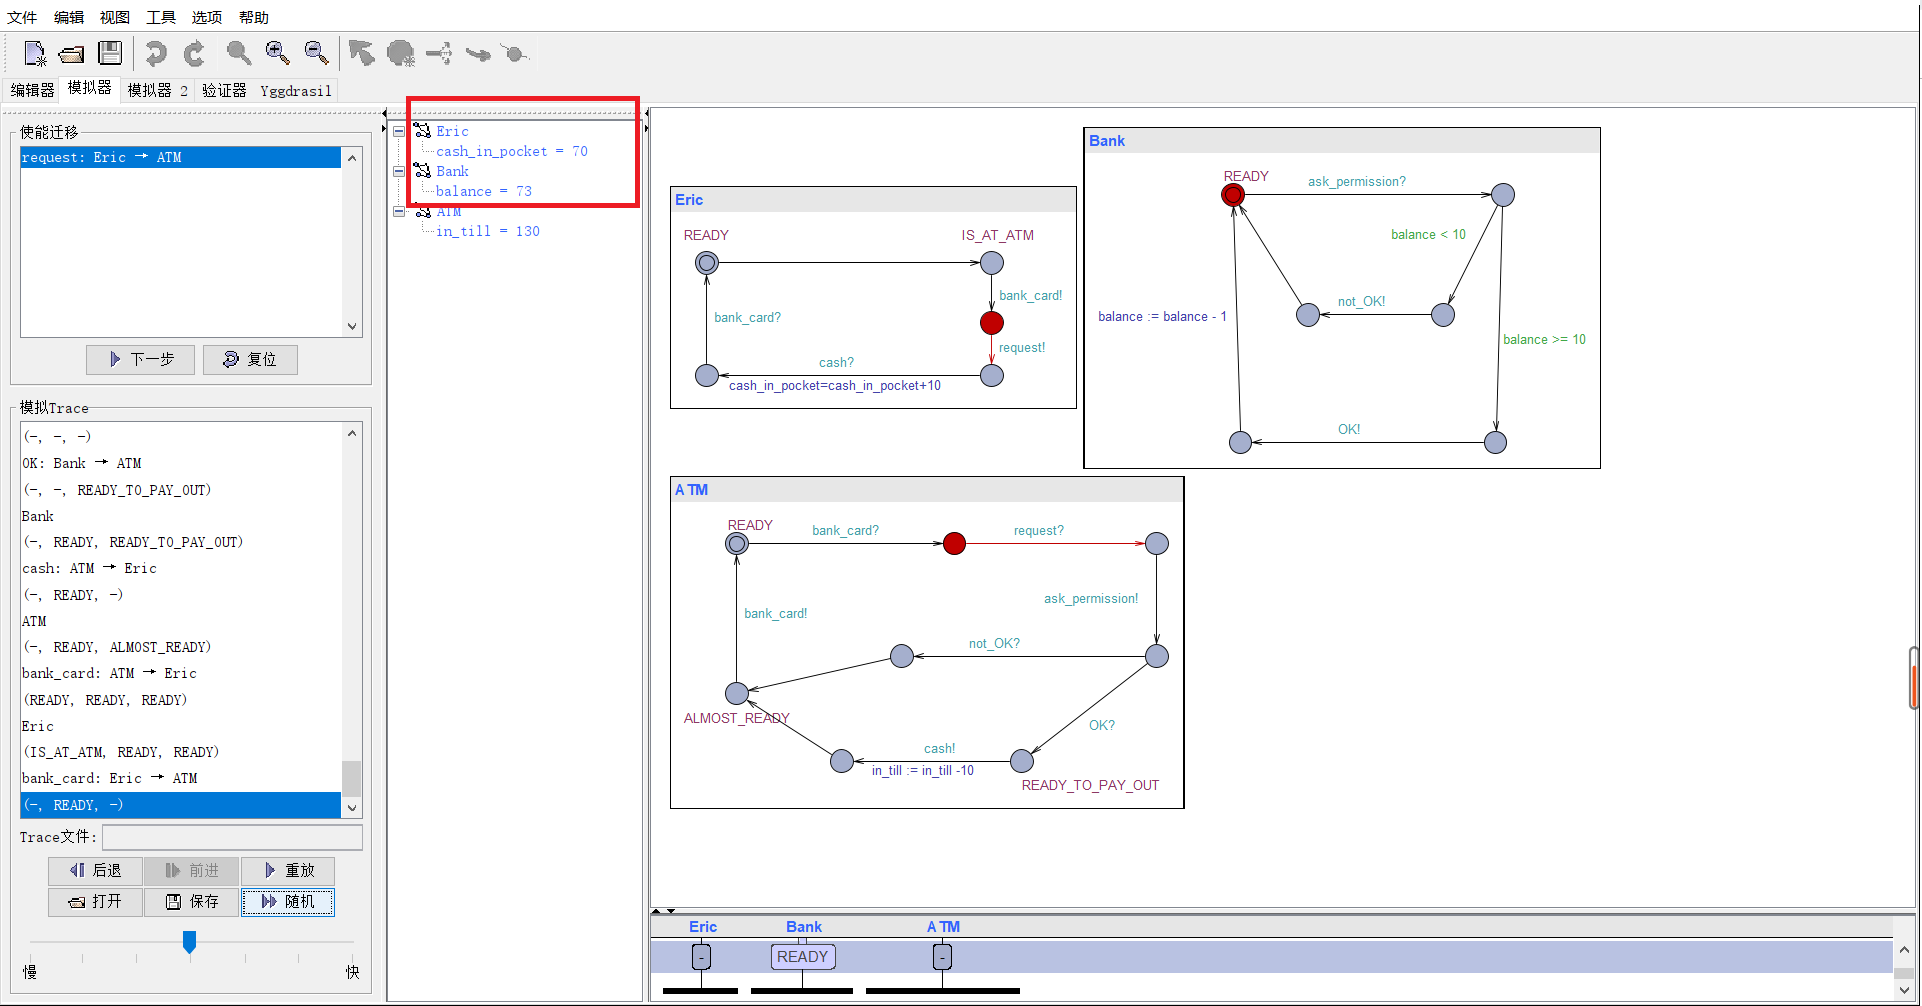 文件 编辑 视图 工具 选项 帮助
编辑器 模拟器 模拟器 2 验证器 Yggdrasil
使能迁移
request: Eric → ATM
下一步 复位
模拟Trace
(-, -, -)
OK: Bank → ATM
(-, -, READY_TO_PAY_OUT)
Bank
(-, READY, READY_TO_PAY_OUT)
cash: ATM → Eric
(-, READY, -)
ATM
(-, READY, ALMOST_READY)
bank_card: ATM → Eric
(READY, READY, READY)
Eric
(IS_AT_ATM, READY, READY)
bank_card: Eric → ATM
(-, READY, -)
Trace文件:
后退 前进 重放
打开 保存 随机
慢 快
Eric
cash_in_pocket = 70
Bank
balance = 73
ATM
in_till = 130
Eric
READY
IS_AT_ATM
bank_card!
bank_card?
request!
cash?
cash_in_pocket=cash_in_pocket+10
Bank
READY
ask_permission?
balance < 10
not_OK!
balance := balance - 1
balance >= 10
OK!
ATM
READY
bank_card?
request?
ask_permission!
bank_card!
not_OK?
ALMOST_READY
OK?
cash!
in_till := in_till -10
READY_TO_PAY_OUT
Eric Bank ATM
- READY -